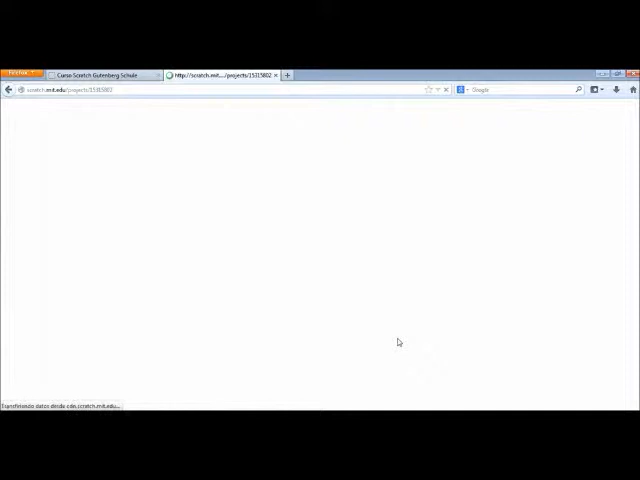 Firefox
Curso Scratch Gutenberg Schule
http://scratch.mit..../projects/15315802
scratch.mit.edu/projects/15315802
Google
Transfiriendo datos desde cdn.scratch.mit.edu...